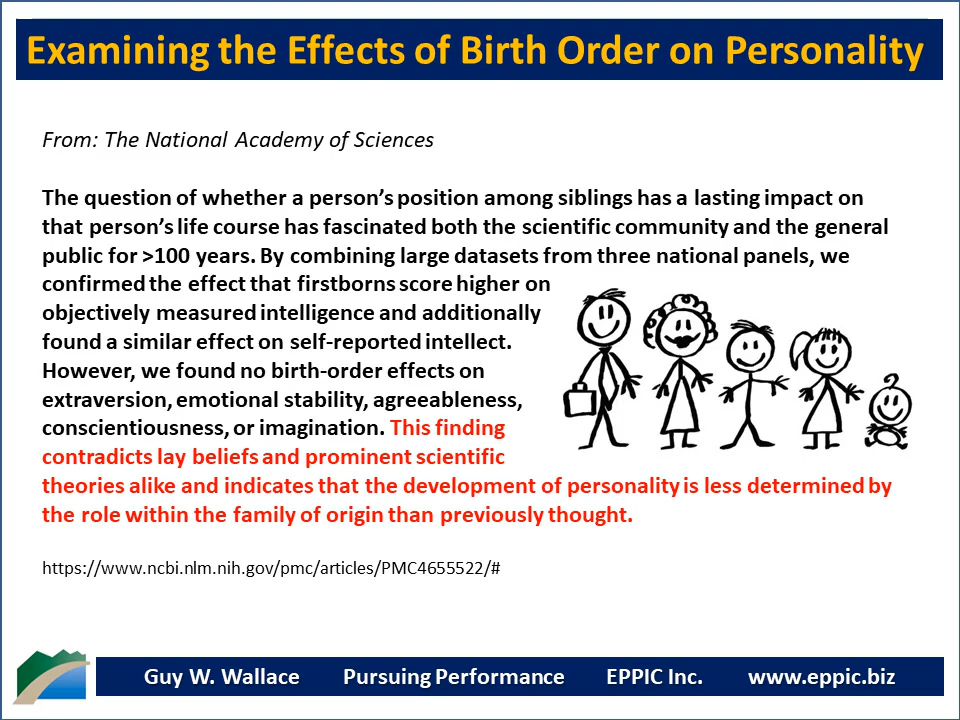 Examining the Effects of Birth Order on Personality
From: The National Academy of Sciences
The question of whether a person’s position among siblings has a lasting impact on
that person’s life course has fascinated both the scientific community and the general
public for >100 years. By combining large datasets from three national panels, we
confirmed the effect that firstborns score higher on
objectively measured intelligence and additionally
found a similar effect on self-reported intellect.
However, we found no birth-order effects on
extraversion, emotional stability, agreeableness,
conscientiousness, or imagination. This finding
contradicts lay beliefs and prominent scientific
theories alike and indicates that the development of personality is less determined by
the role within the family of origin than previously thought.
https://www.ncbi.nlm.nih.gov/pmc/articles/PMC4655522/#
Guy W. Wallace Pursuing Performance EPPIC Inc. www.eppic.biz